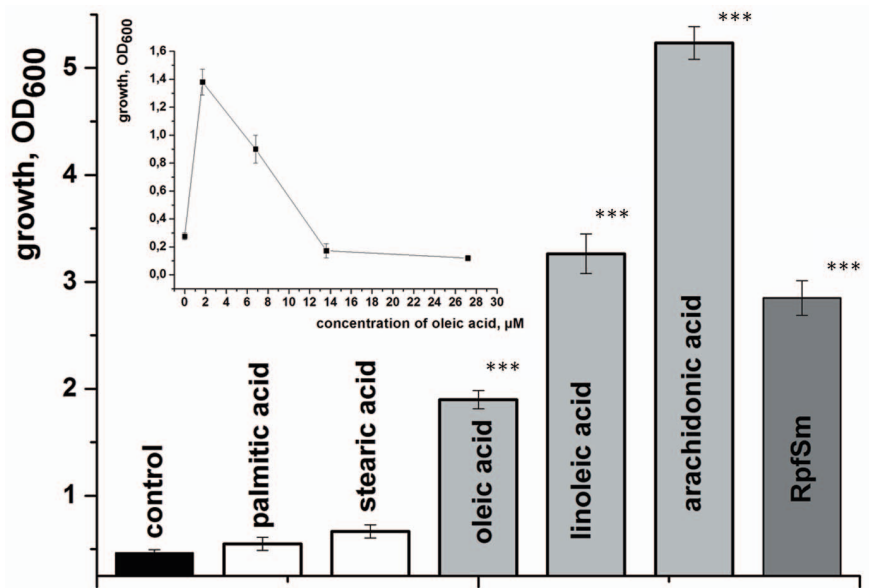 growth, OD600
5
4
3
2
1
growth, OD600
1,6
1,4
1,2
1,0
0,8
0,6
0,4
0,2
0,0
0 2 4 6 8 10 12 14 16 18 20 22 24 26 28 30
concentration of oleic acid, µM
control
palmitic acid
stearic acid
oleic acid
***
linoleic acid
***
arachidonic acid
***
RpfSm
***